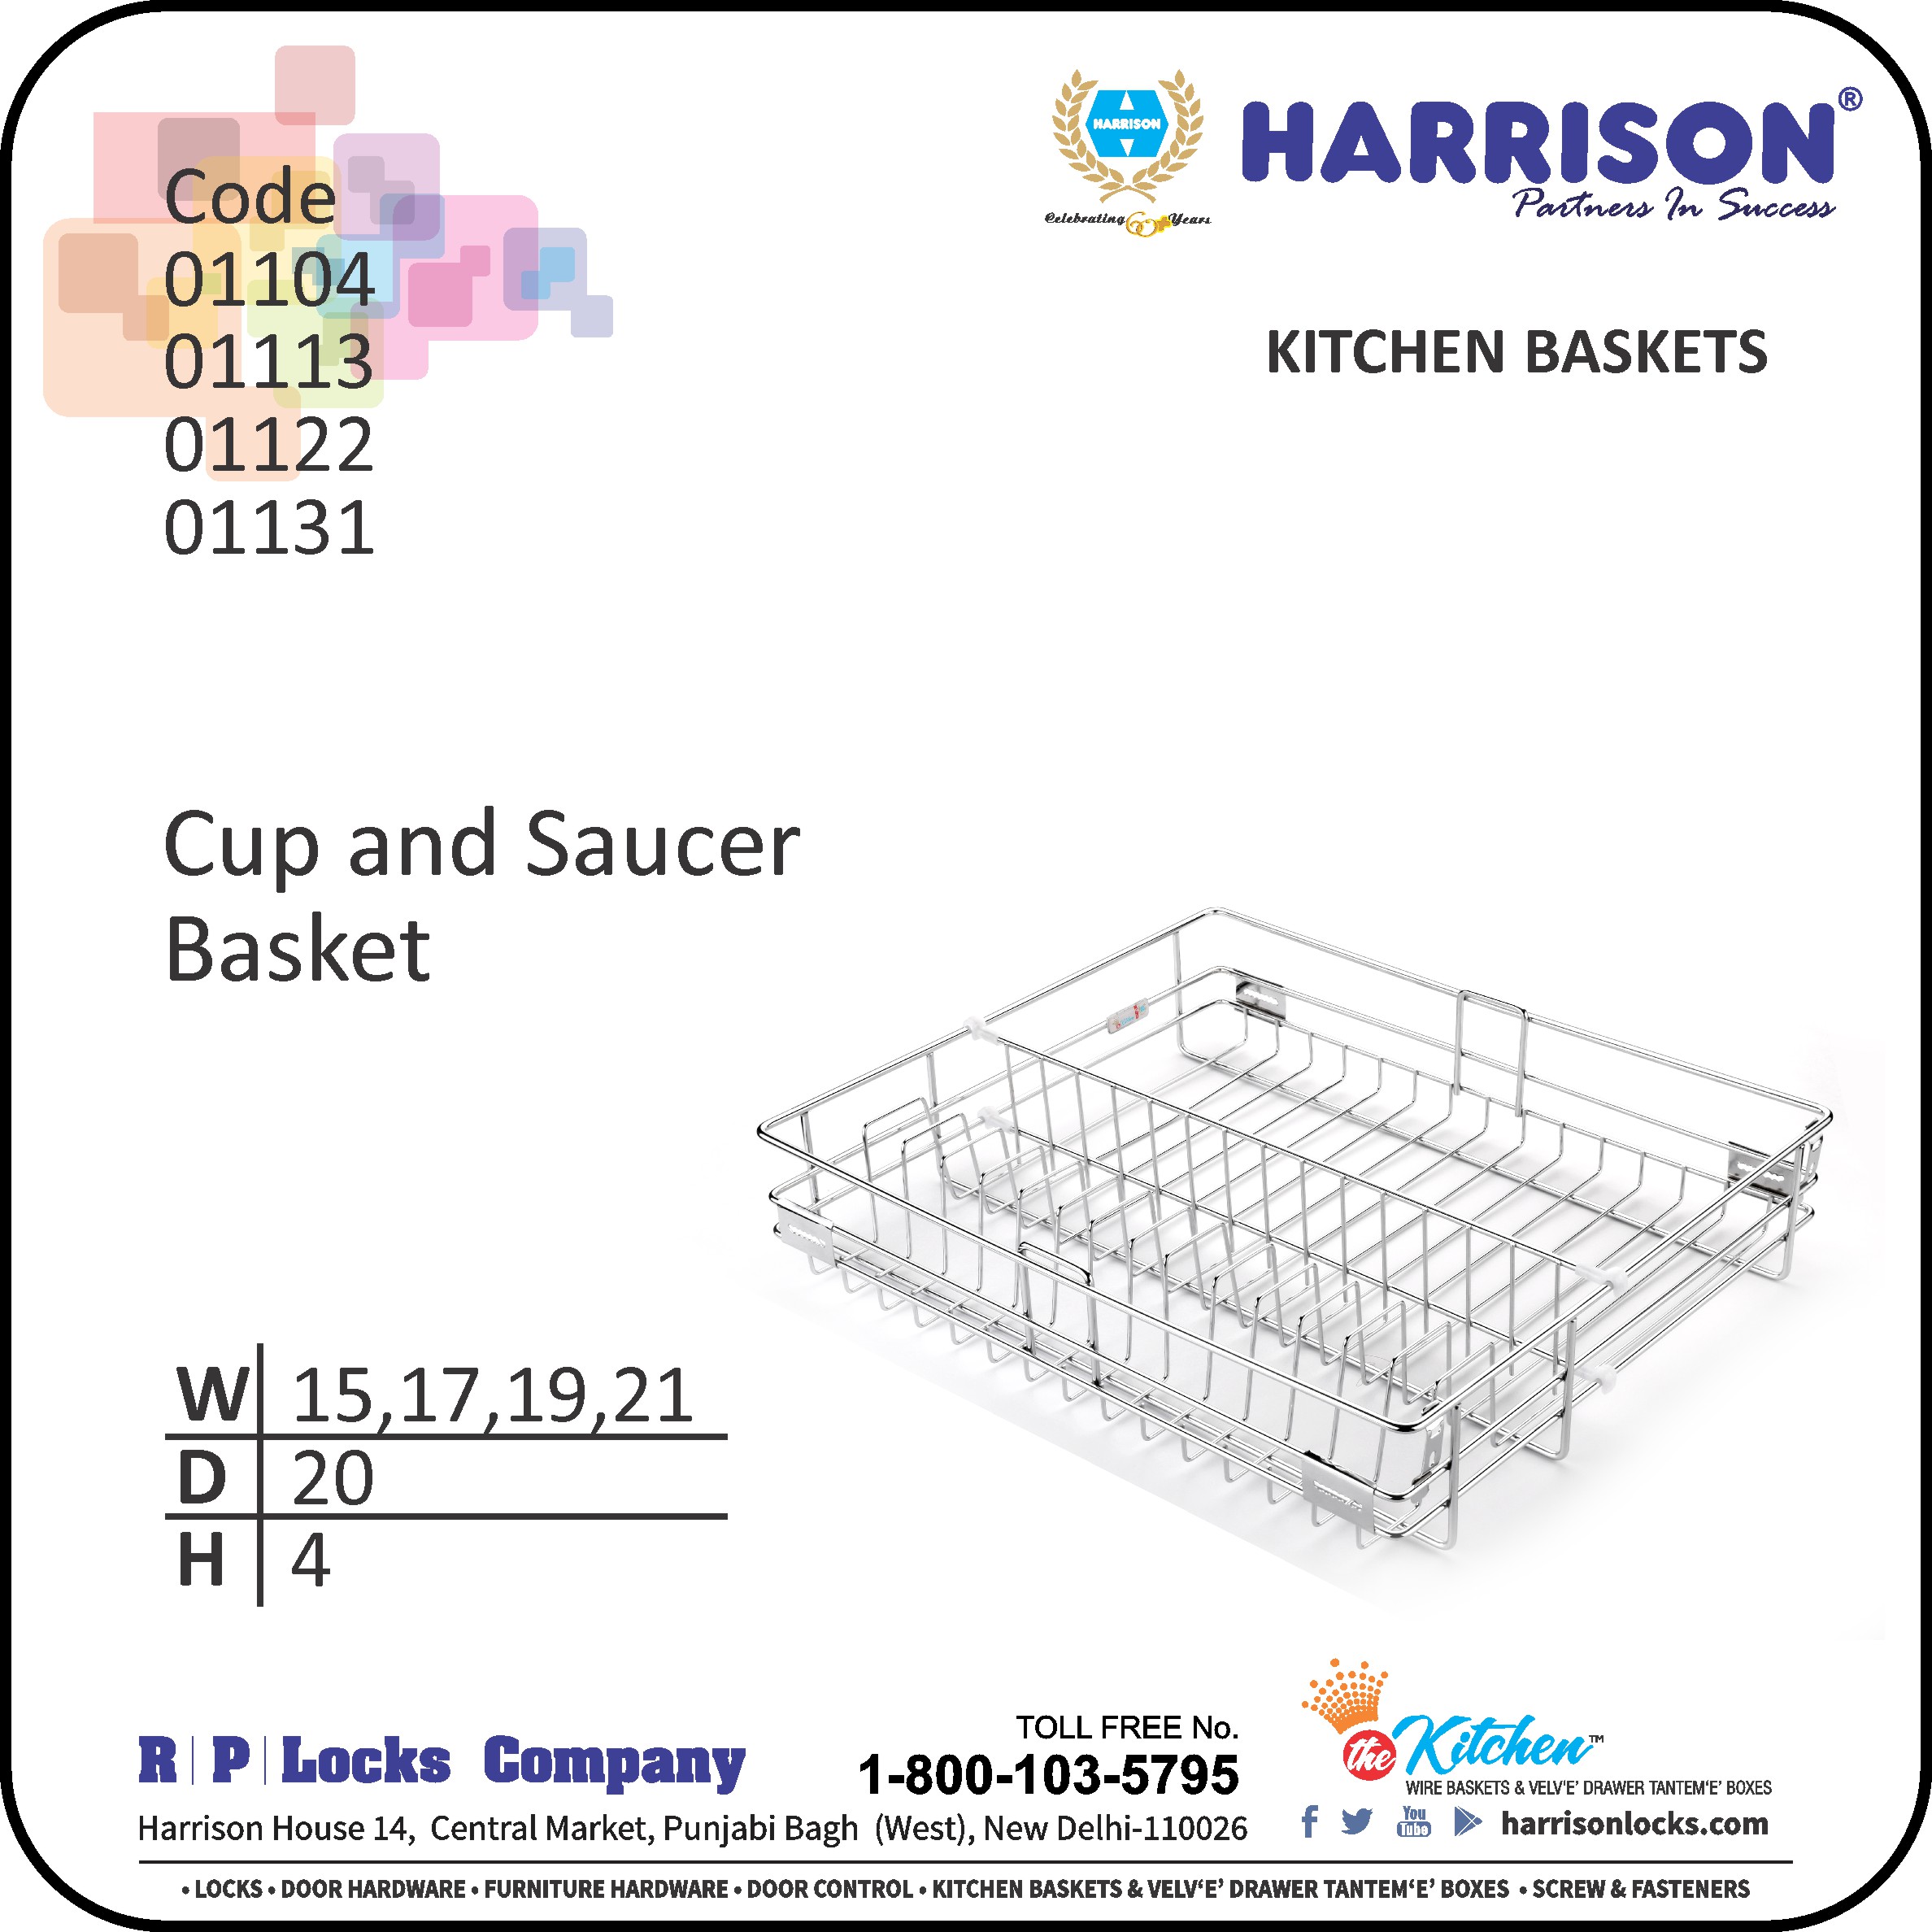 HARRISON
Celebrating 60+ Years
HARRISON®
Partners In Success
Code
01104
01113
01122
01131
KITCHEN BASKETS
Cup and Saucer
Basket
W 15,17,19,21
D 20
H 4
R P Locks Company
Harrison House 14, Central Market, Punjabi Bagh (West), New Delhi-110026
TOLL FREE No.
1-800-103-5795
the Kitchen™
WIRE BASKETS & VELV'E' DRAWER TANTEM'E' BOXES
f You Tube harrisonlocks.com
• LOCKS • DOOR HARDWARE • FURNITURE HARDWARE • DOOR CONTROL • KITCHEN BASKETS & VELV‘E’ DRAWER TANTEM‘E’ BOXES • SCREW & FASTENERS